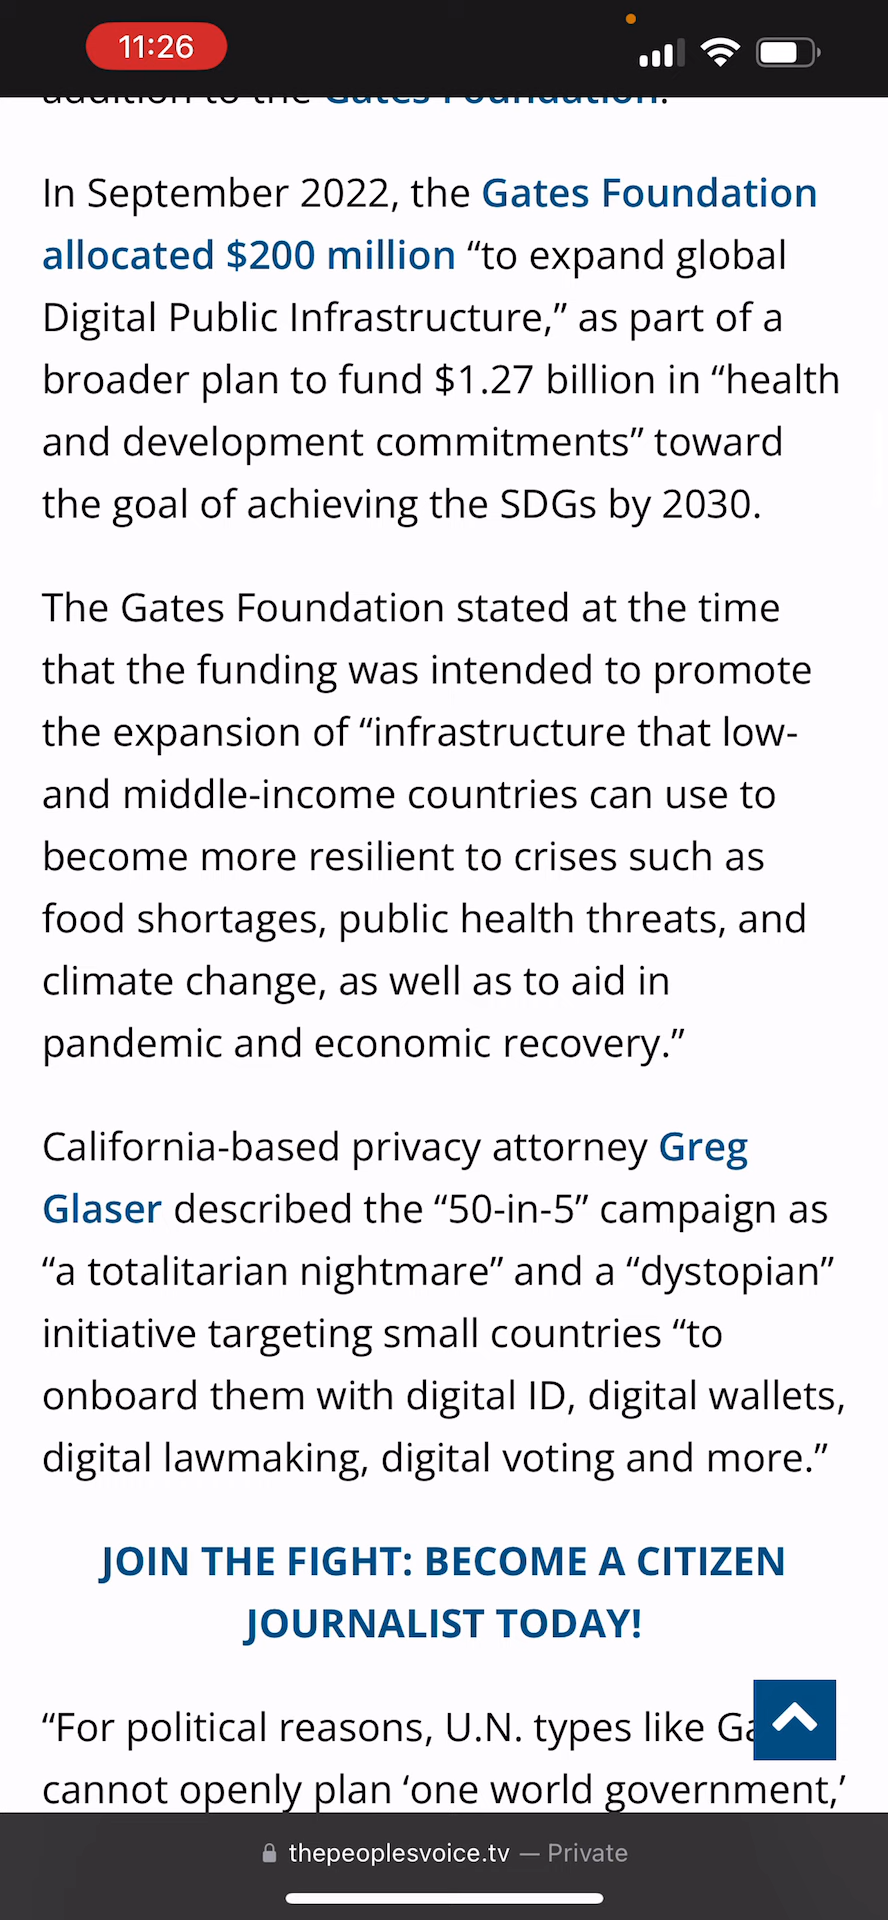 11:26
addition to the Gates Foundation.
In September 2022, the Gates Foundation
allocated $200 million “to expand global
Digital Public Infrastructure,” as part of a
broader plan to fund $1.27 billion in “health
and development commitments” toward
the goal of achieving the SDGs by 2030.
The Gates Foundation stated at the time
that the funding was intended to promote
the expansion of “infrastructure that low-
and middle-income countries can use to
become more resilient to crises such as
food shortages, public health threats, and
climate change, as well as to aid in
pandemic and economic recovery.”
California-based privacy attorney Greg
Glaser described the “50-in-5” campaign as
“a totalitarian nightmare” and a “dystopian”
initiative targeting small countries “to
onboard them with digital ID, digital wallets,
digital lawmaking, digital voting and more.”
JOIN THE FIGHT: BECOME A CITIZEN
JOURNALIST TODAY!
“For political reasons, U.N. types like
cannot openly plan ‘one world government,’
thepeoplesvoice.tv — Private